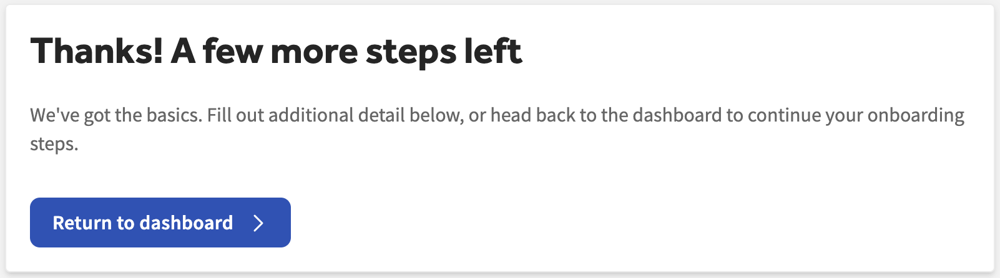 Thanks! A few more steps left
We've got the basics. Fill out additional detail below, or head back to the dashboard to continue your onboarding
steps.
Return to dashboard